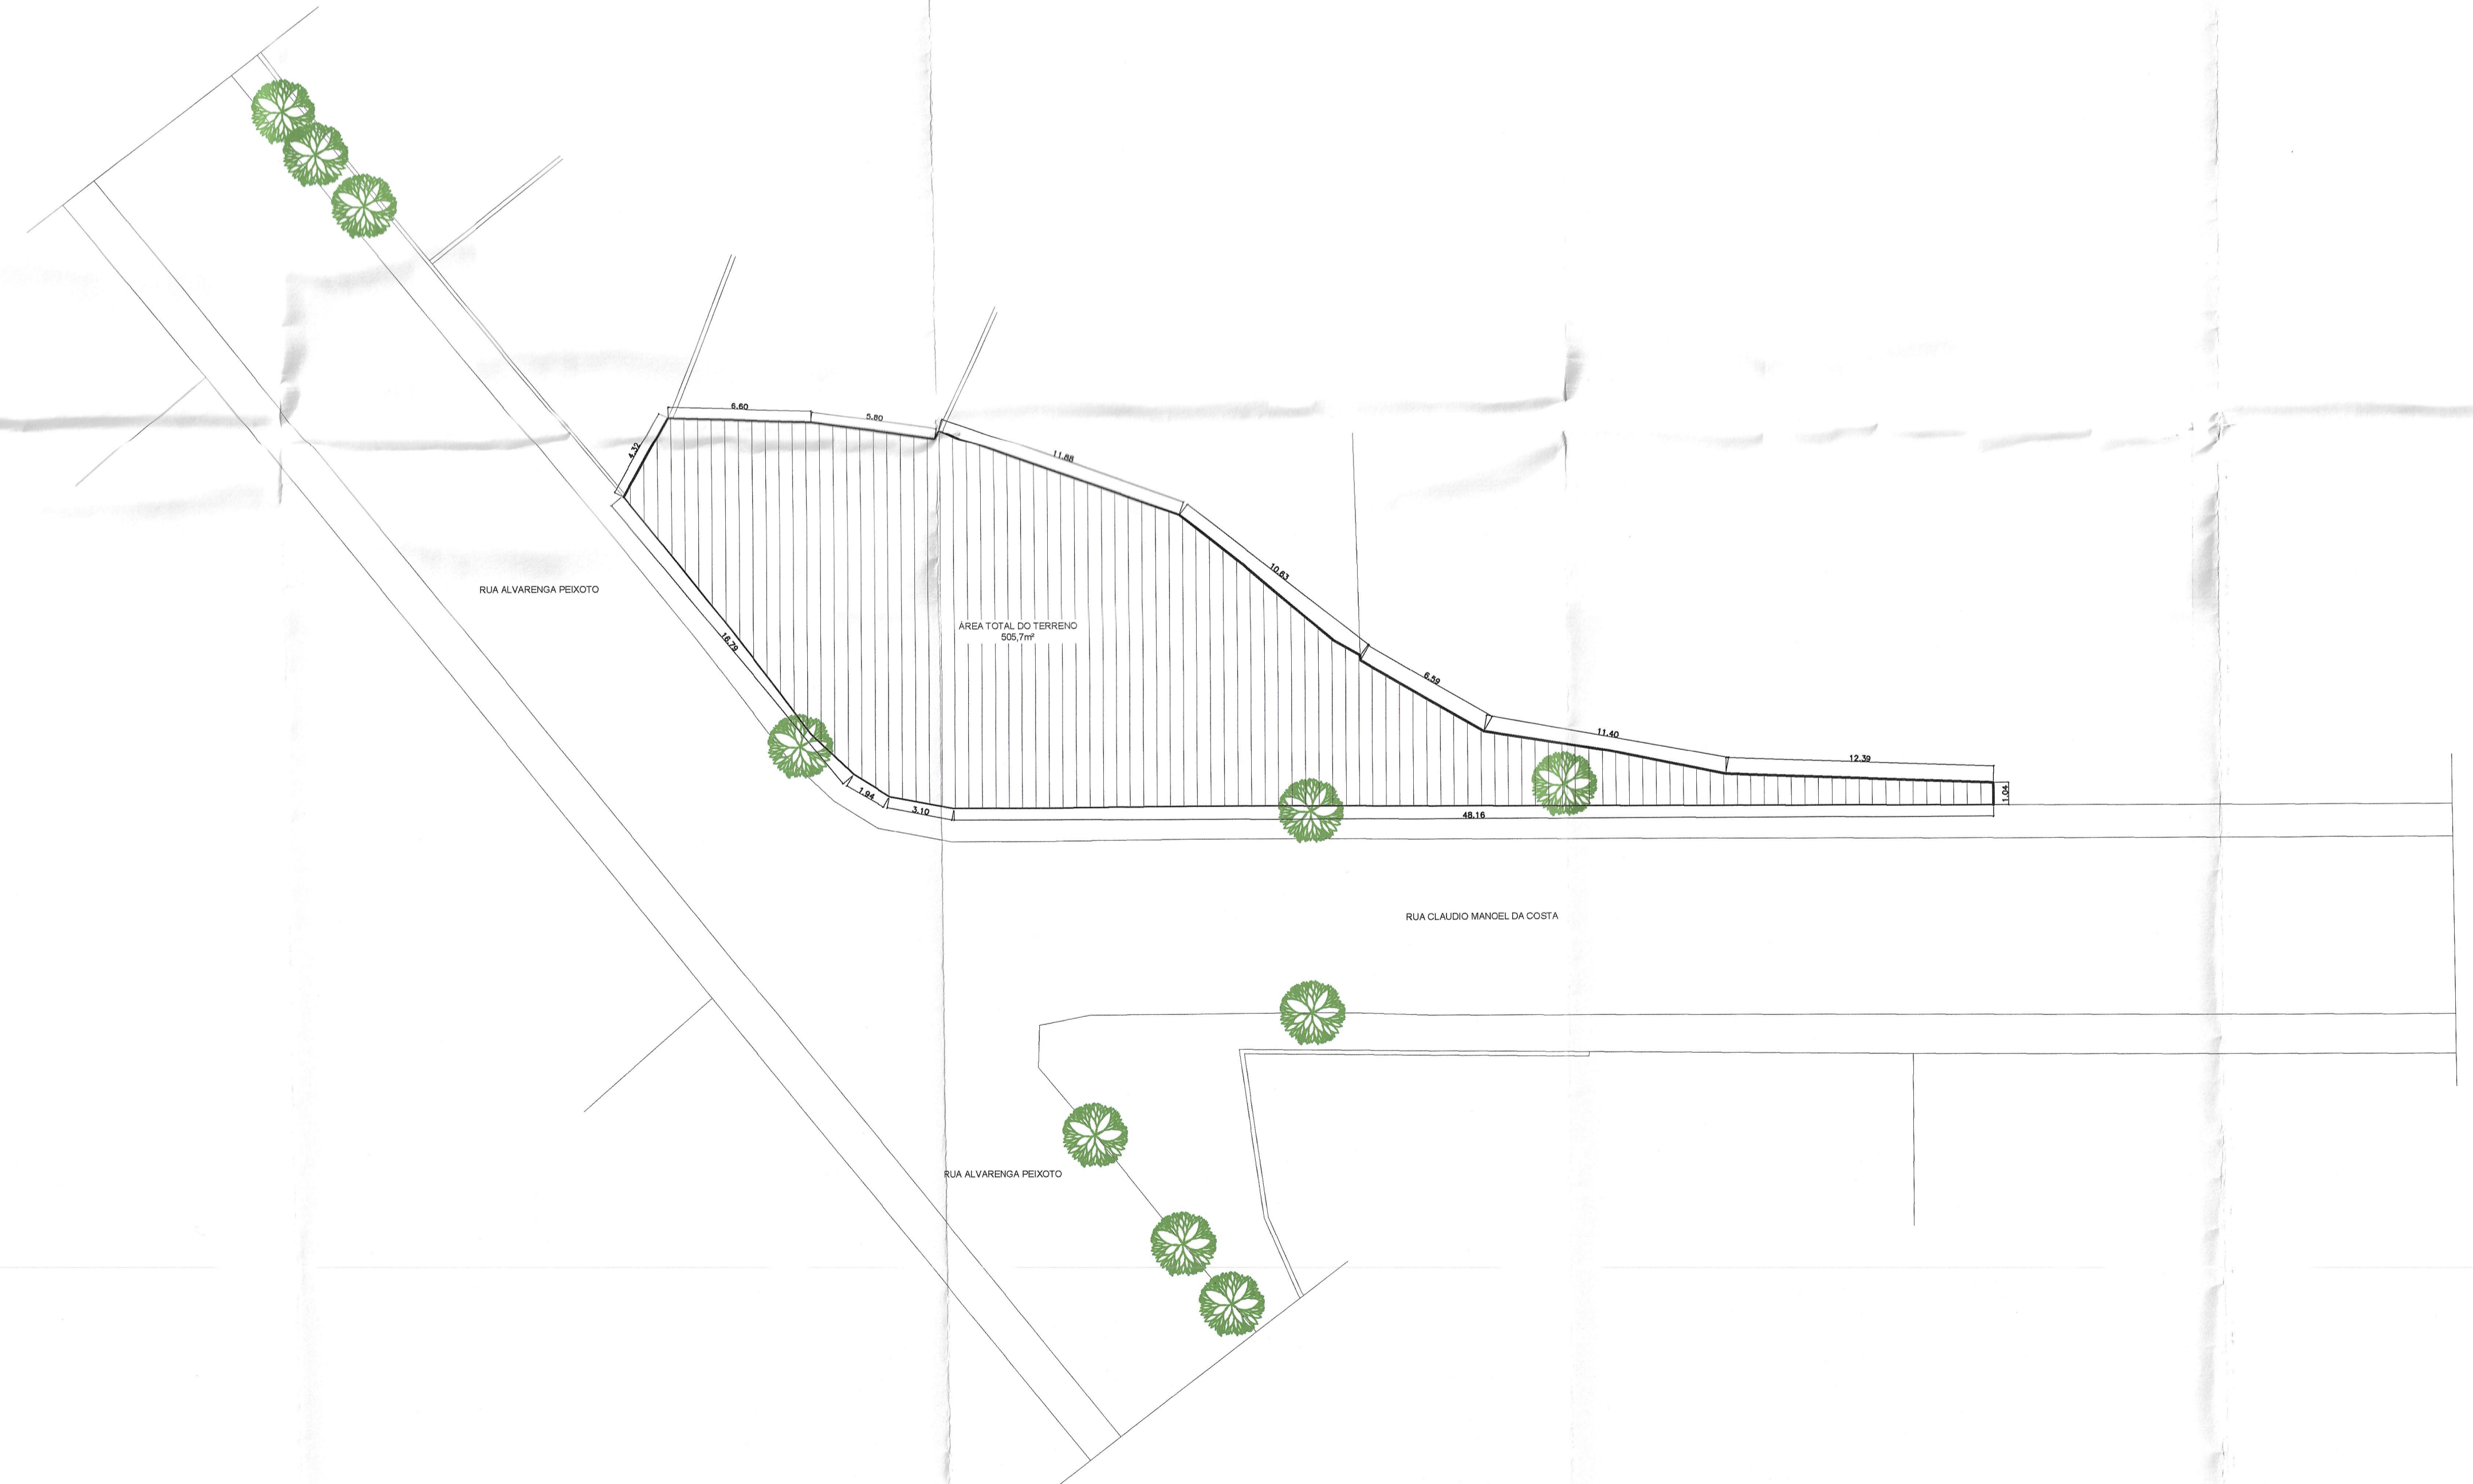 6.60
5.80
4.32
11.88
10.63
RUA ALVARENGA PEIXOTO
ÁREA TOTAL DO TERRENO
505,7m²
16.79
6.59
11.40
12.39
1.04
1.94
3.10
48.16
RUA CLAUDIO MANOEL DA COSTA
RUA ALVARENGA PEIXOTO